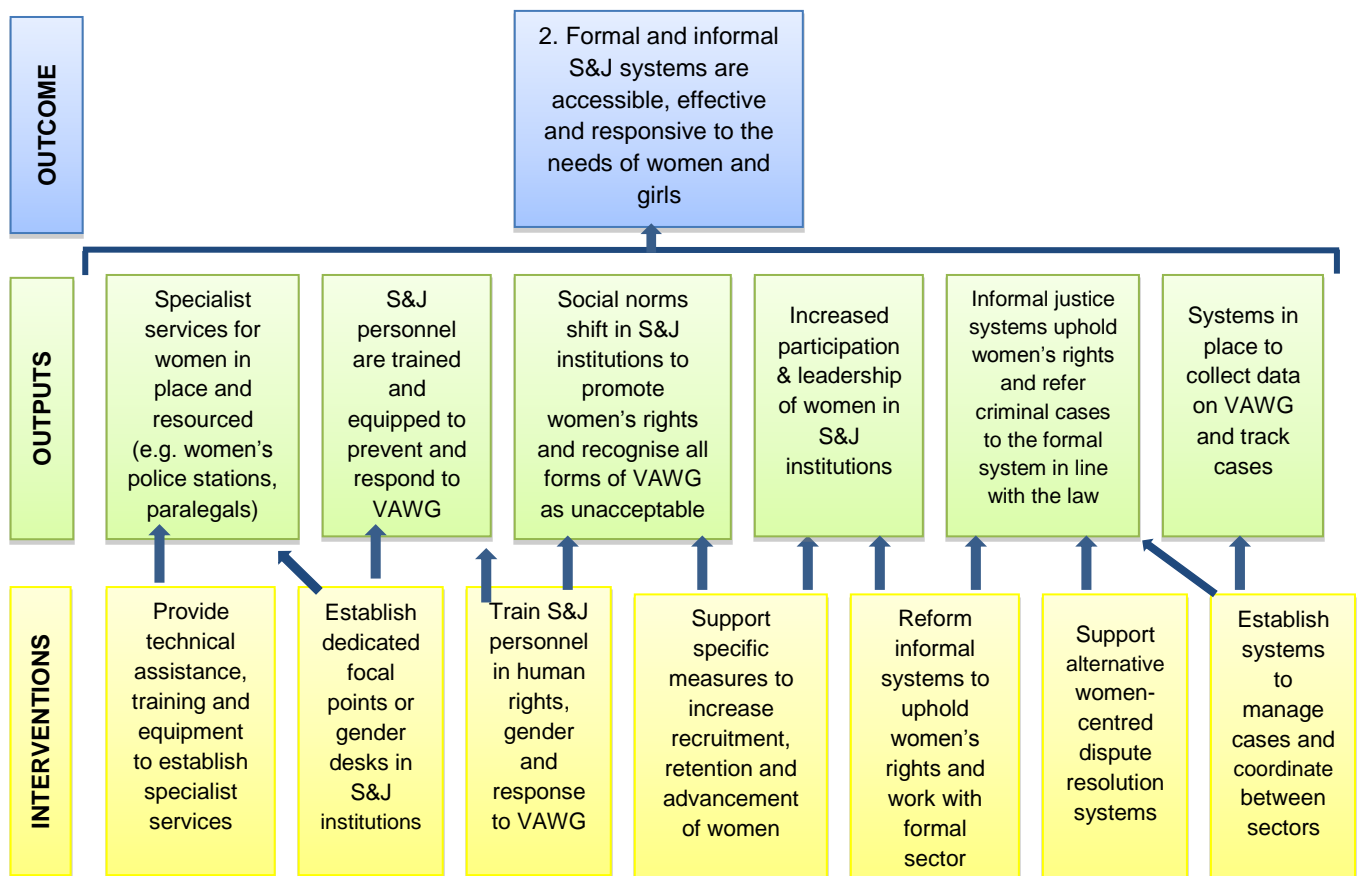 OUTCOME
2. Formal and informal
S&J systems are
accessible, effective
and responsive to the
needs of women and
girls
OUTPUTS
Specialist
services for
women in
place and
resourced
(e.g. women's
police stations,
paralegals)
S&J
personnel
are trained
and
equipped to
prevent and
respond to
VAWG
Social norms
shift in S&J
institutions to
promote
women's rights
and recognise all
forms of VAWG
as unacceptable
Increased
participation
& leadership
of women in
S&J
institutions
Informal justice
systems uphold
women's rights
and refer
criminal cases
to the formal
system in line
with the law
Systems in
place to
collect data
on VAWG
and track
cases
INTERVENTIONS
Provide
technical
assistance,
training and
equipment
to establish
specialist
services
Establish
dedicated
focal
points or
gender
desks in
S&J
institutions
Train S&J
personnel
in human
rights,
gender
and
response
to VAWG
Support
specific
measures to
increase
recruitment,
retention and
advancement
of women
Reform
informal
systems to
uphold
women's
rights and
work with
formal
sector
Support
alternative
women-
centred
dispute
resolution
systems
Establish
systems
to
manage
cases and
coordinate
between
sectors